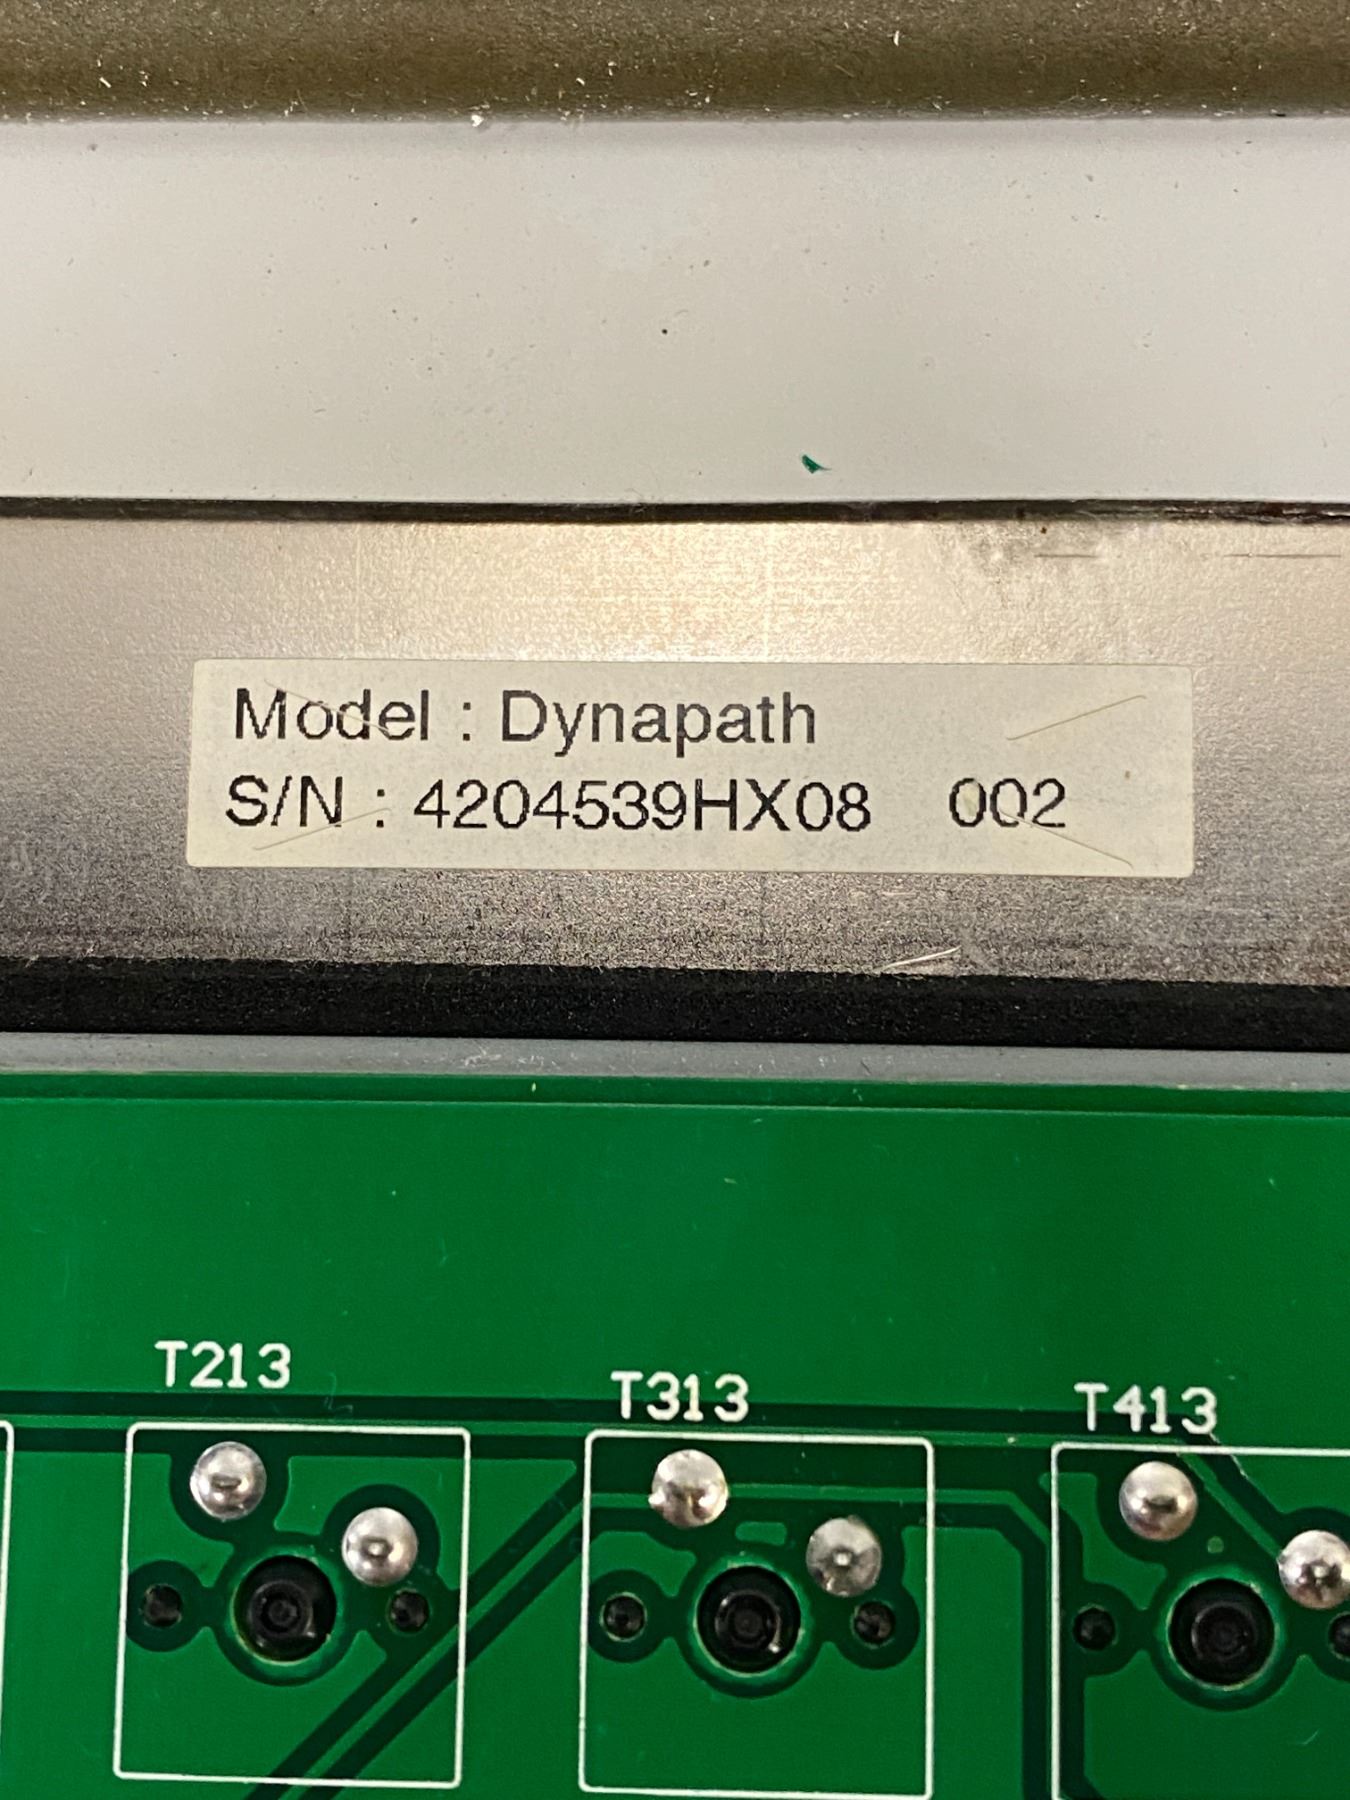 Model : Dynapath
S/N : 4204539HX08 002
T213
T313
T413